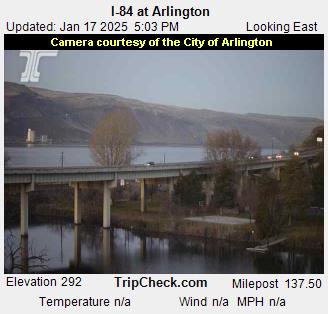 I-84 at Arlington
Updated: Jan 17 2025 5:03 PM Looking East
Camera courtesy of the City of Arlington
Elevation 292 TripCheck.com Milepost 137.50
Temperature n/a Wind n/a MPH n/a